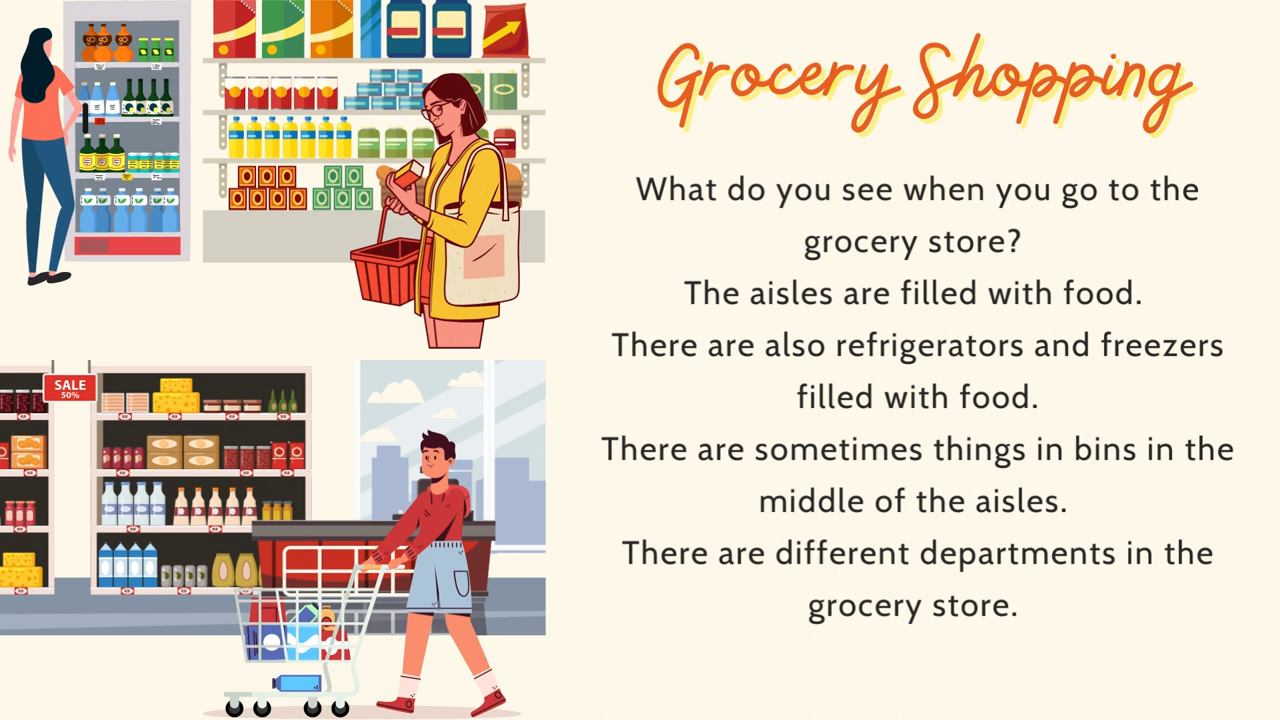 Grocery Shopping
What do you see when you go to the
grocery store?
The aisles are filled with food.
There are also refrigerators and freezers
filled with food.
There are sometimes things in bins in the
middle of the aisles.
There are different departments in the
grocery store.
SALE
50%